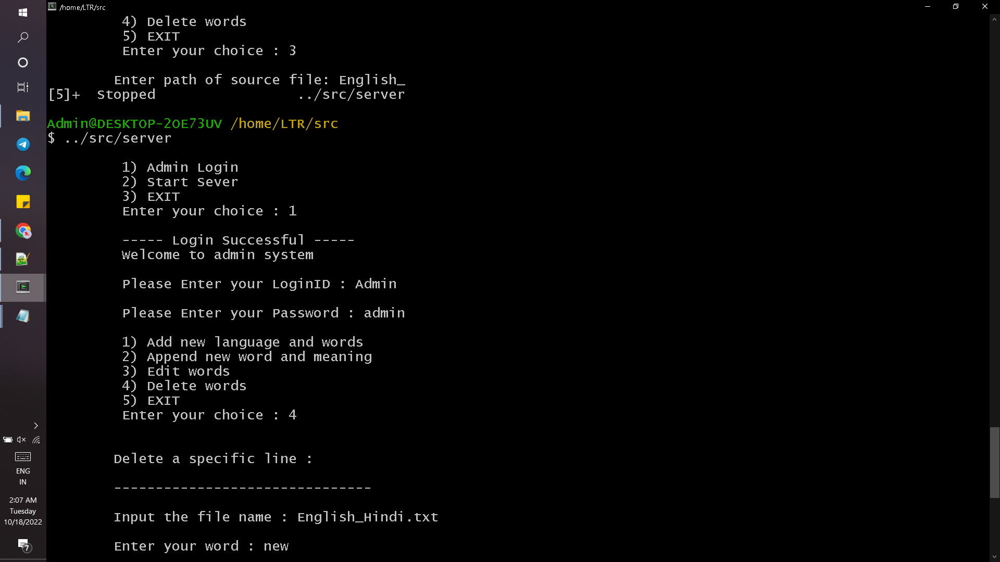 /home/LTR/src
4) Delete words
5) EXIT
Enter your choice : 3
Enter path of source file: English_
[5]+  Stopped                 ../src/server
Admin@DESKTOP-2OE73UV /home/LTR/src
$ ../src/server
1) Admin Login
2) Start Sever
3) EXIT
Enter your choice : 1
----- Login Successful -----
Welcome to admin system
Please Enter your LoginID : Admin
Please Enter your Password : admin
1) Add new language and words
2) Append new word and meaning
3) Edit words
4) Delete words
5) EXIT
Enter your choice : 4
Delete a specific line :
-------------------------------
Input the file name : English_Hindi.txt
Enter your word : new
ENG
IN
2:07 AM
Tuesday
10/18/2022
7